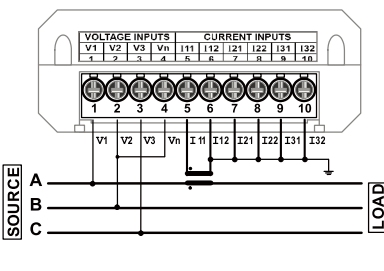 VOLTAGE INPUTS CURRENT INPUTS
V1 V2 V3 Vn I11 I12 I21 I22 I31 I32
1 2 3 4 5 6 7 8 9 10
1 2 3 4 5 6 7 8 9 10
V1 V2 V3 Vn I11 I12 I21 I22 I31 I32
SOURCE
A
B
C
LOAD